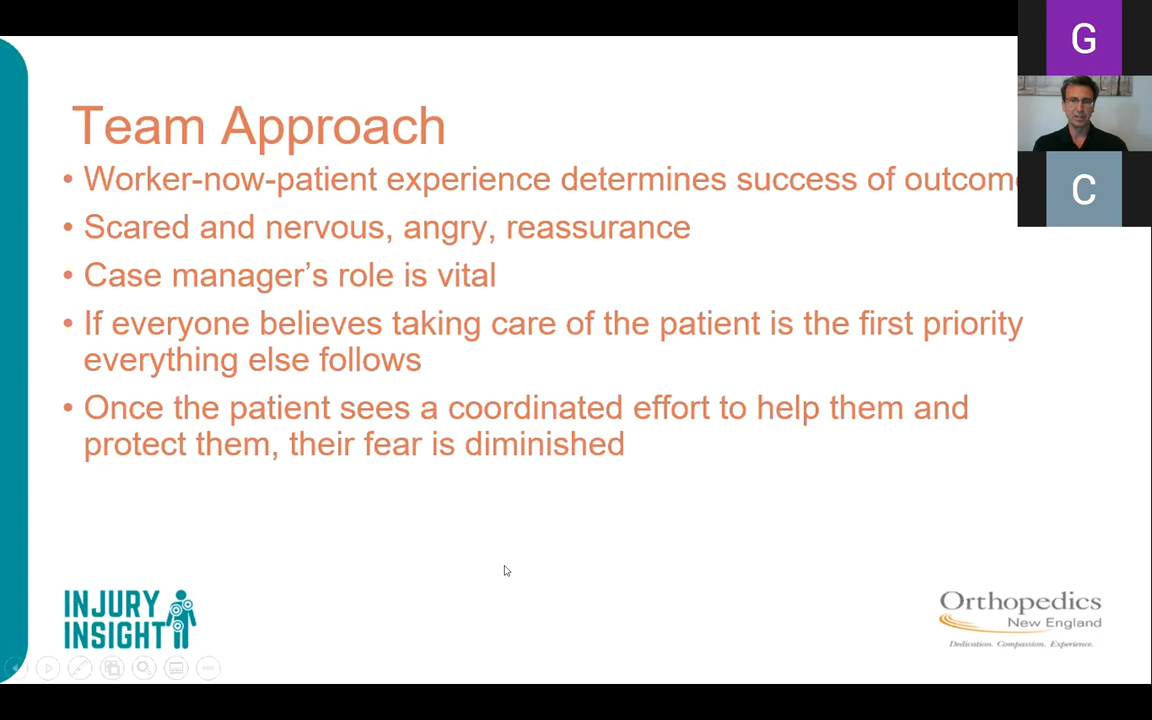 Team Approach
• Worker-now-patient experience determines success of outcom
• Scared and nervous, angry, reassurance
• Case manager’s role is vital
• If everyone believes taking care of the patient is the first priority
everything else follows
• Once the patient sees a coordinated effort to help them and
protect them, their fear is diminished
INJURY
INSIGHT
Orthopedics
New England
Dedication. Compassion. Experience.
G
C